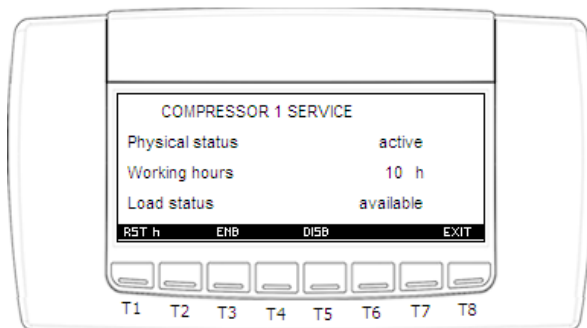 COMPRESSOR 1 SERVICE
Physical status active
Working hours 10 h
Load status available
RST h ENB DISB EXIT
T1 T2 T3 T4 T5 T6 T7 T8